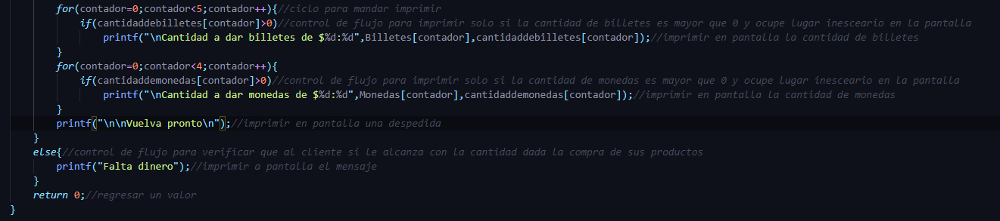 for(contador=0;contador<5;contador++){//ciclo para mandar imprimir
if(cantidaddebilletes[contador]>0)//control de flujo para imprimir solo si la cantidad de billetes es mayor que 0 y ocupe lugar inesceario en la pantalla
printf("\nCantidad a dar billetes de $%d:%d",Billetes[contador],cantidaddebilletes[contador]);//imprimir en pantalla la cantidad de billetes
}
for(contador=0;contador<4;contador++){
if(cantidaddemonedas[contador]>0)//control de flujo para imprimir solo si la cantidad de monedas es mayor que 0 y ocupe lugar inesceario en la pantalla
printf("\nCantidad a dar monedas de $%d:%d",Monedas[contador],cantidaddemonedas[contador]);//imprimir en pantalla la cantidad de monedas
}
printf("\n\nVuelva pronto\n");//imprimir en pantalla una despedida
}
else{//control de flujo para verificar que al cliente si le alcanza con la cantidad dada la compra de sus productos
printf("Falta dinero");//imprimir a pantalla el mensaje
}
return 0;//regresar un valor
}